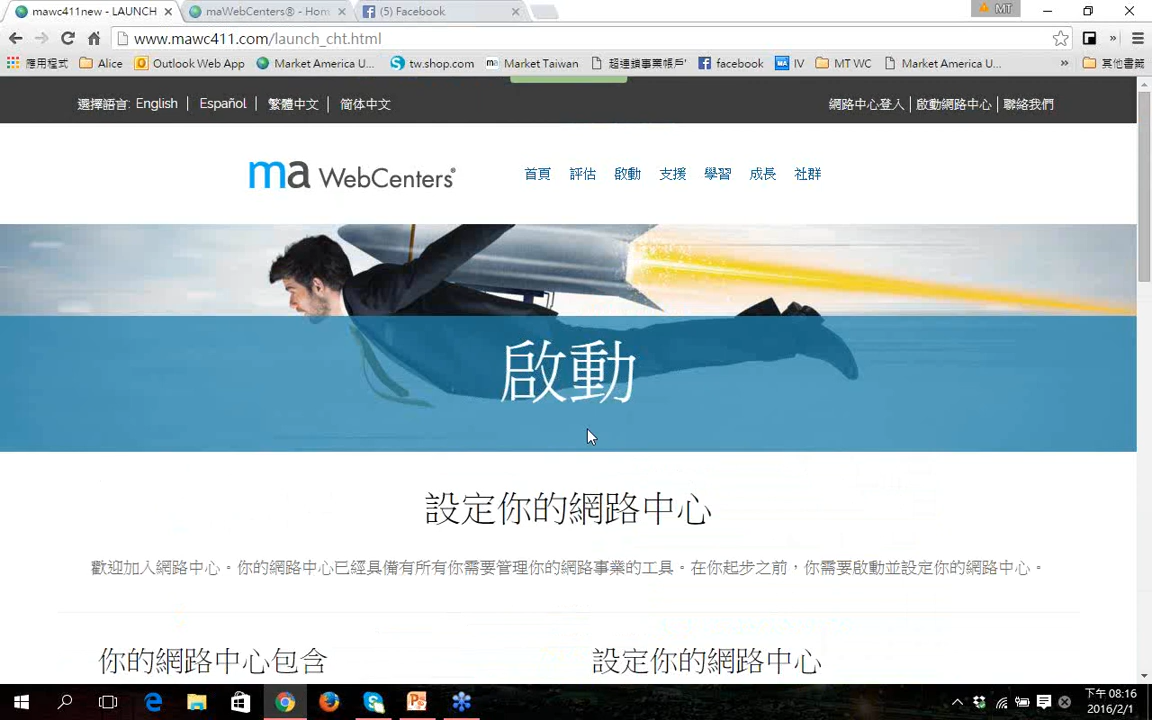 mawc411new - LAUNCH
maWebCenters® - Hom
(5) Facebook
MT
www.mawc411.com/launch_cht.html
應用程式 Alice Outlook Web App Market America U... tw.shop.com Market Taiwan 超連鎖事業帳戶 facebook IV MT WC Market America U... » 其他書籤
選擇語言: English | Español | 繁體中文 | 简体中文
網路中心登入 | 啟動網路中心 | 聯絡我們
ma WebCenters®
首頁 評估 啟動 支援 學習 成長 社群
啟動
設定你的網路中心
歡迎加入網路中心。你的網路中心已經具備有所有你需要管理你的網路事業的工具。在你起步之前，你需要啟動並設定你的網路中心。
你的網路中心包含
設定你的網路中心
下午 08:16
2016/2/1